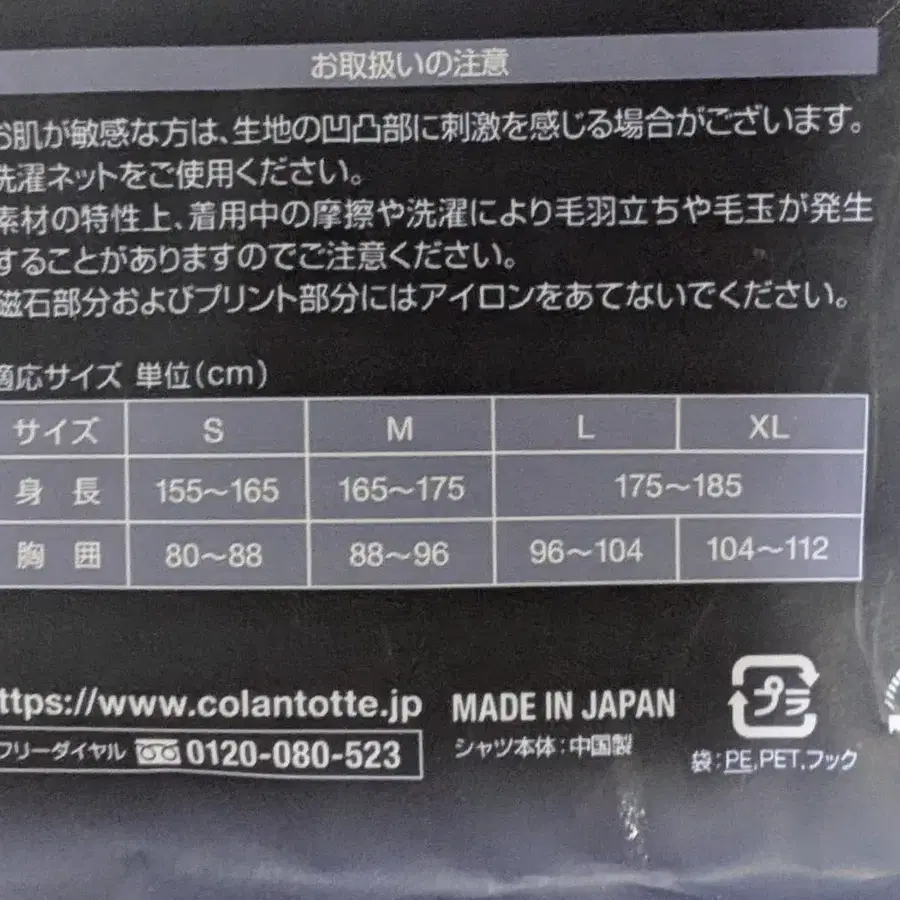 お取扱いの注意
お肌が敏感な方は、生地の凹凸部に刺激を感じる場合がございます。
洗濯ネットをご使用ください。
素材の特性上、着用中の摩擦や洗濯により毛羽立ちや毛玉が発生
することがありますのでご注意ください。
磁石部分およびプリント部分にはアイロンをあてないでください。
適応サイズ 単位(cm)
サイズ S M L XL
身長 155〜165 165〜175 175〜185
胸囲 80〜88 88〜96 96〜104 104〜112
ttps://www.colantotte.jp
フリーダイヤル 0120-080-523
MADE IN JAPAN
シャツ本体:中国製
プラ
袋:PE,PET,フック